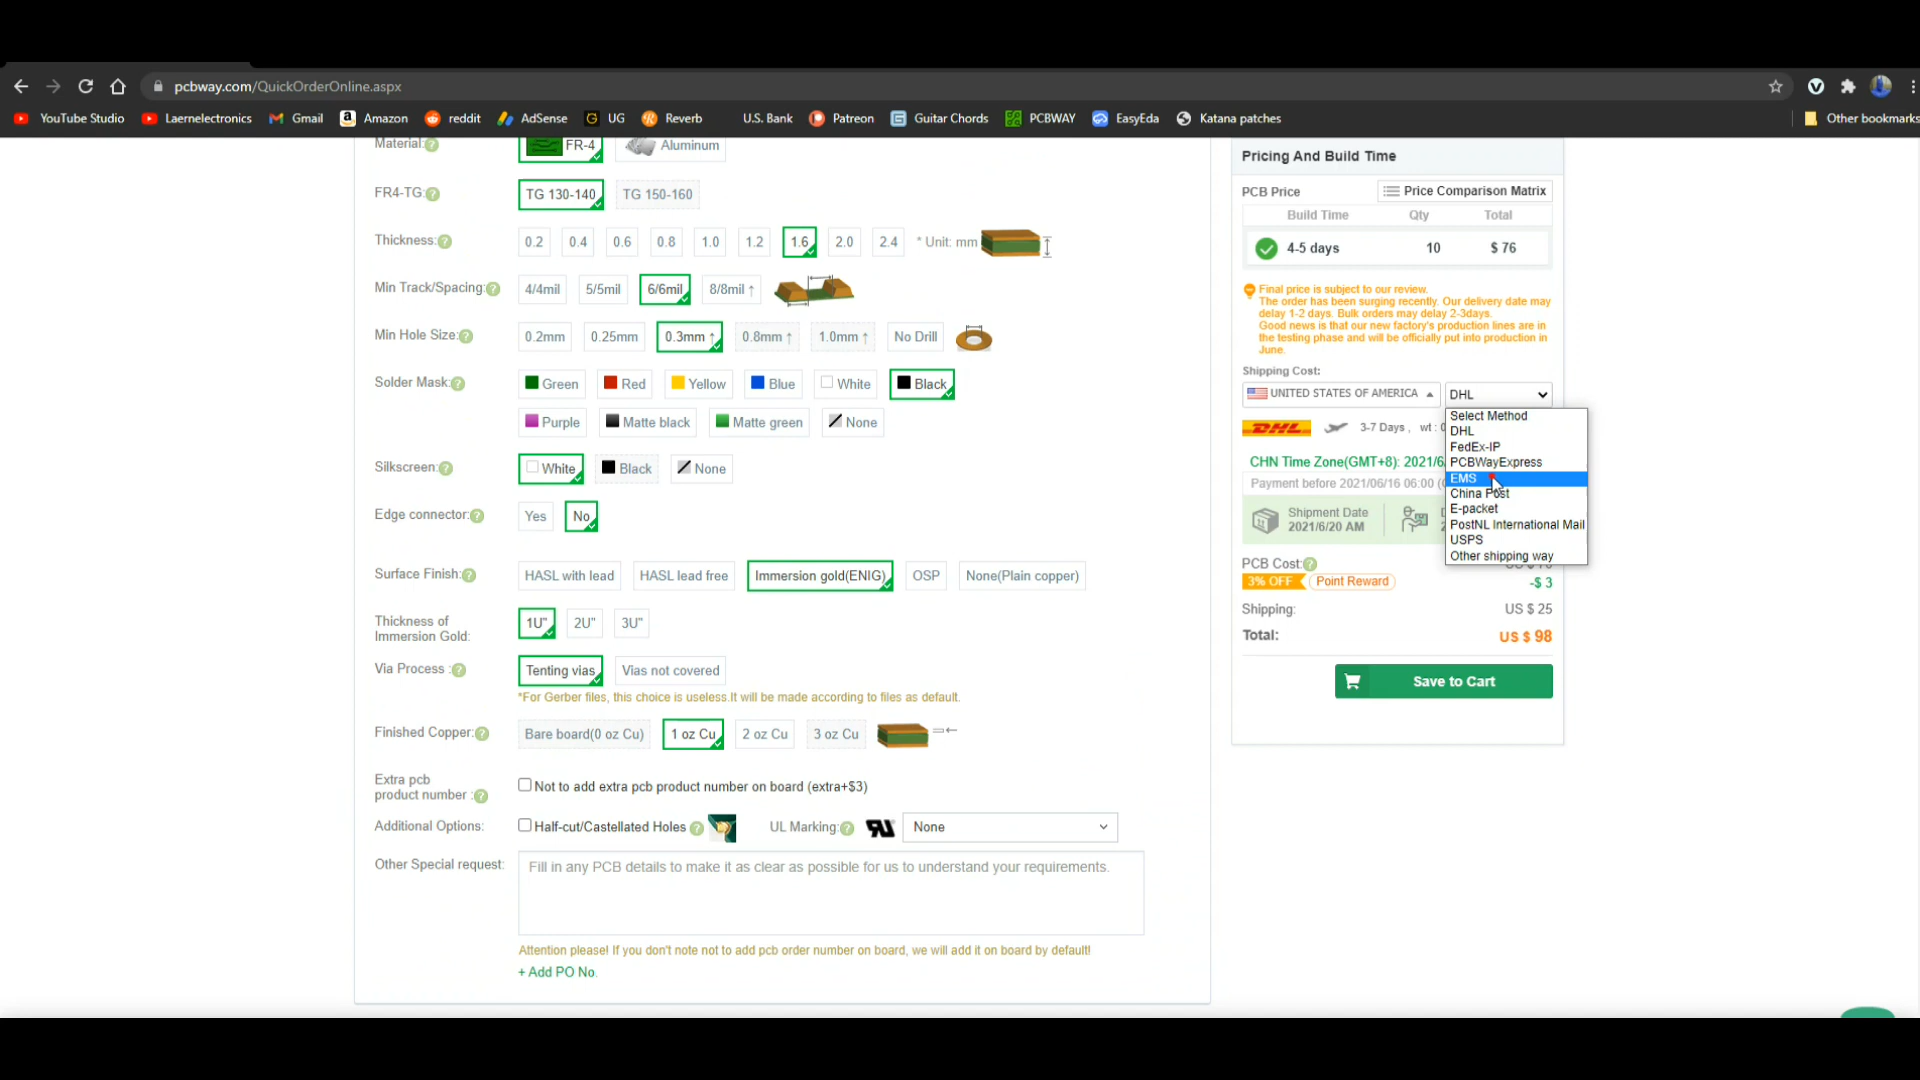 pcbway.com/QuickOrderOnline.aspx
YouTube Studio Laernelectronics Gmail Amazon reddit AdSense UG Reverb U.S. Bank Patreon Guitar Chords PCBWAY EasyEda Katana patches Other bookmarks
Material: FR-4 Aluminum
FR4-TG: TG 130-140 TG 150-160
Thickness: 0.2 0.4 0.6 0.8 1.0 1.2 1.6 2.0 2.4 * Unit: mm
Min Track/Spacing: 4/4mil 5/5mil 6/6mil 8/8mil ↑
Min Hole Size: 0.2mm 0.25mm 0.3mm ↑ 0.8mm ↑ 1.0mm ↑ No Drill
Solder Mask: Green Red Yellow Blue White Black
Purple Matte black Matte green None
Silkscreen: White Black None
Edge connector: Yes No
Surface Finish: HASL with lead HASL lead free Immersion gold(ENIG) OSP None(Plain copper)
Thickness of
Immersion Gold: 1U" 2U" 3U"
Via Process : Tenting vias Vias not covered
*For Gerber files, this choice is useless.It will be made according to files as default.
Finished Copper: Bare board(0 oz Cu) 1 oz Cu 2 oz Cu 3 oz Cu
Extra pcb
product number : Not to add extra pcb product number on board (extra+$3)
Additional Options: Half-cut/Castellated Holes UL Marking: None
Other Special request: Fill in any PCB details to make it as clear as possible for us to understand your requirements.
Attention please! If you don't note not to add pcb order number on board, we will add it on board by default!
+ Add PO No.
Pricing And Build Time
PCB Price Price Comparison Matrix
Build Time Qty Total
4-5 days 10 $ 76
Final price is subject to our review.
The order has been surging recently. Our delivery date may
delay 1-2 days. Bulk orders may delay 2-3days.
Good news is that our new factory's production lines are in
the testing phase and will be officially put into production in
June.
Shipping Cost:
UNITED STATES OF AMERICA DHL
Select Method
DHL
FedEx-IP
PCBWayExpress
EMS
China Post
E-packet
PostNL International Mail
USPS
Other shipping way
DHL 3-7 Days , wt :
CHN Time Zone(GMT+8): 2021/6
Payment before 2021/06/16 06:00
Shipment Date
2021/6/20 AM
PCB Cost:
3% OFF Point Reward -$ 3
Shipping: US $ 25
Total: US $ 98
Save to Cart